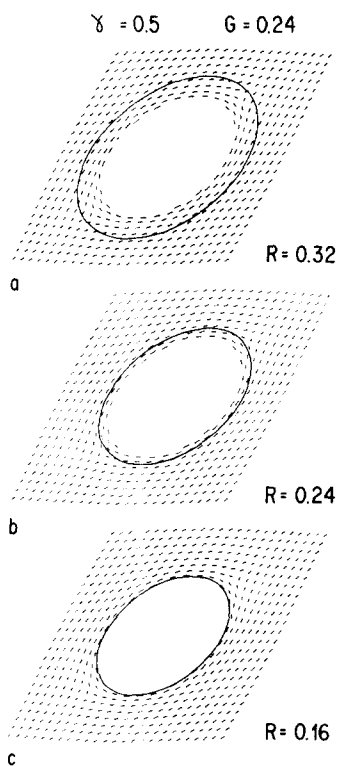 γ = 0.5 G = 0.24
R = 0.32
a
R = 0.24
b
R = 0.16
c